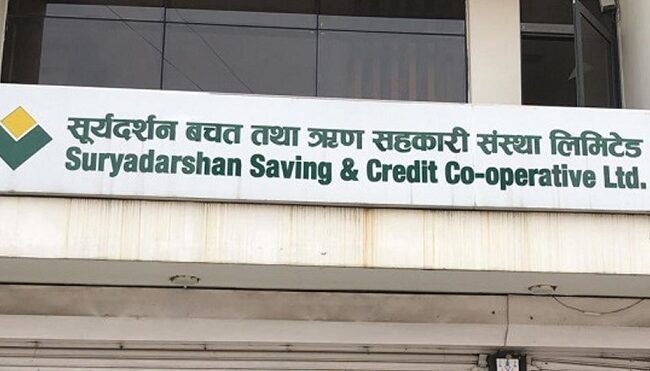 सूर्यदर्शन बचत तथा ऋण सहकारी संस्था लिमिटेड
Suryadarshan Saving & Credit Co-operative Ltd.